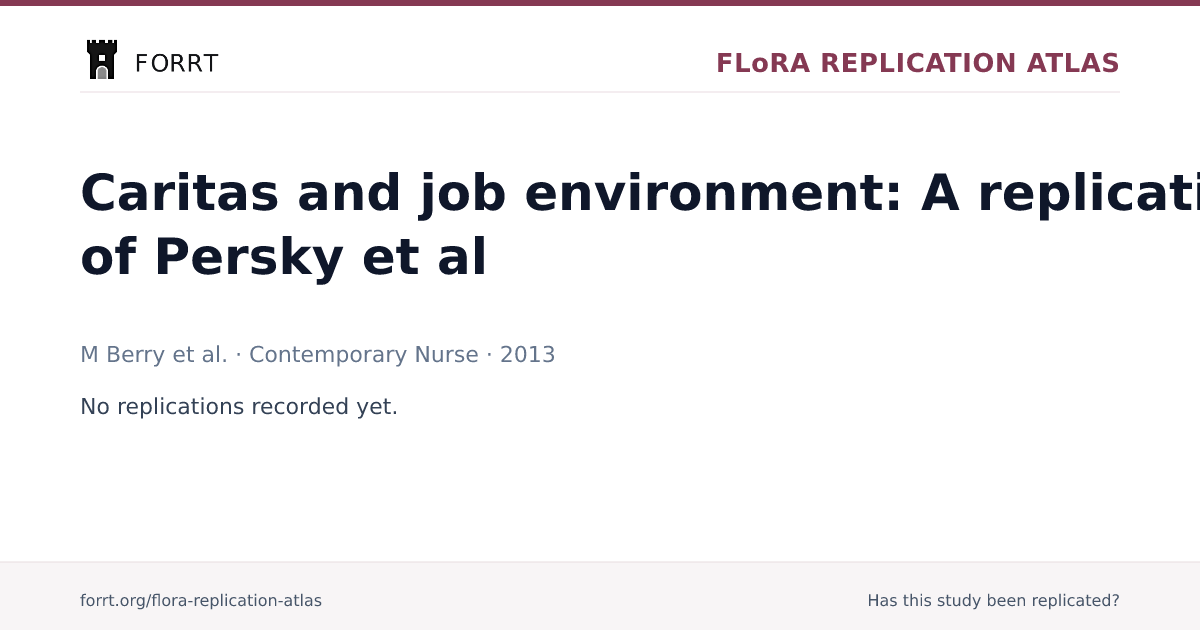 FORRT
FLoRA REPLICATION ATLAS
Caritas and job environment: A replicati
of Persky et al
M Berry et al. · Contemporary Nurse · 2013
No replications recorded yet.
forrt.org/flora-replication-atlas
Has this study been replicated?